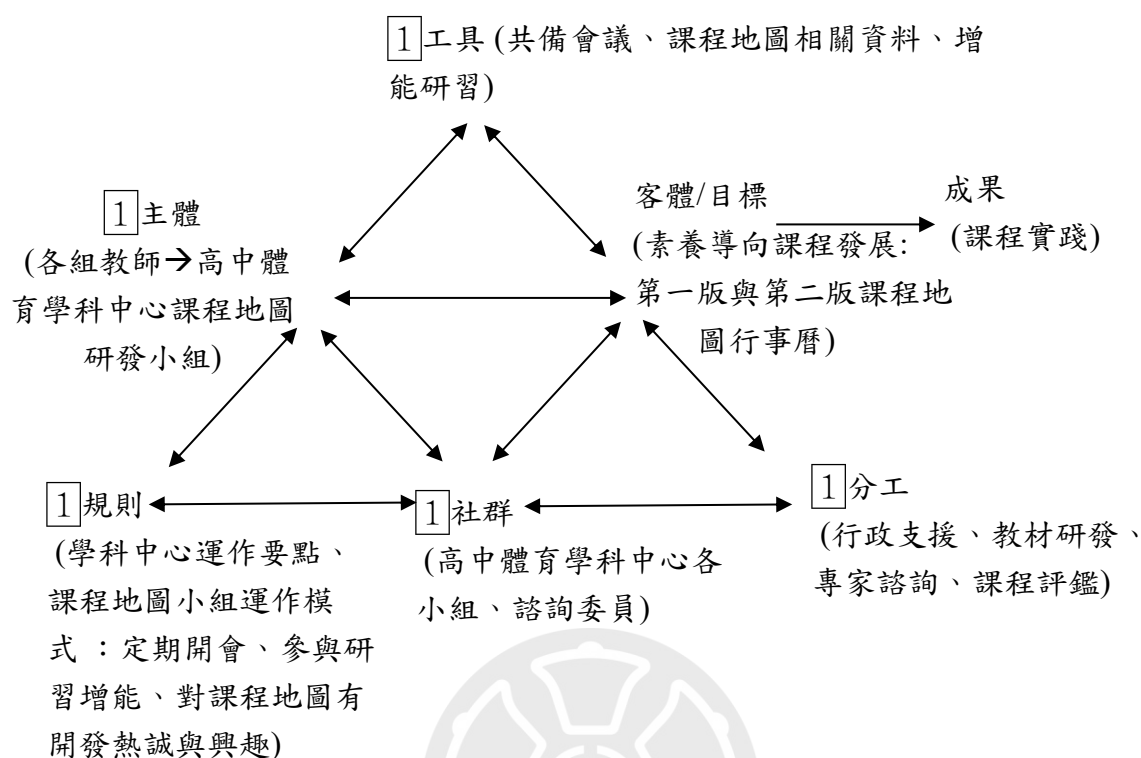 1工具(共備會議、課程地圖相關資料、增
能研習)
1主體
(各組教師→高中體
育學科中心課程地圖
研發小組)
客體/目標
(素養導向課程發展:
第一版與第二版課程地
圖行事曆)
成果
(課程實踐)
1規則
(學科中心運作要點、
課程地圖小組運作模
式 ：定期開會、參與研
習增能、對課程地圖有
開發熱誠與興趣)
1社群
(高中體育學科中心各
小組、諮詢委員)
1分工
(行政支援、教材研發、
專家諮詢、課程評鑑)